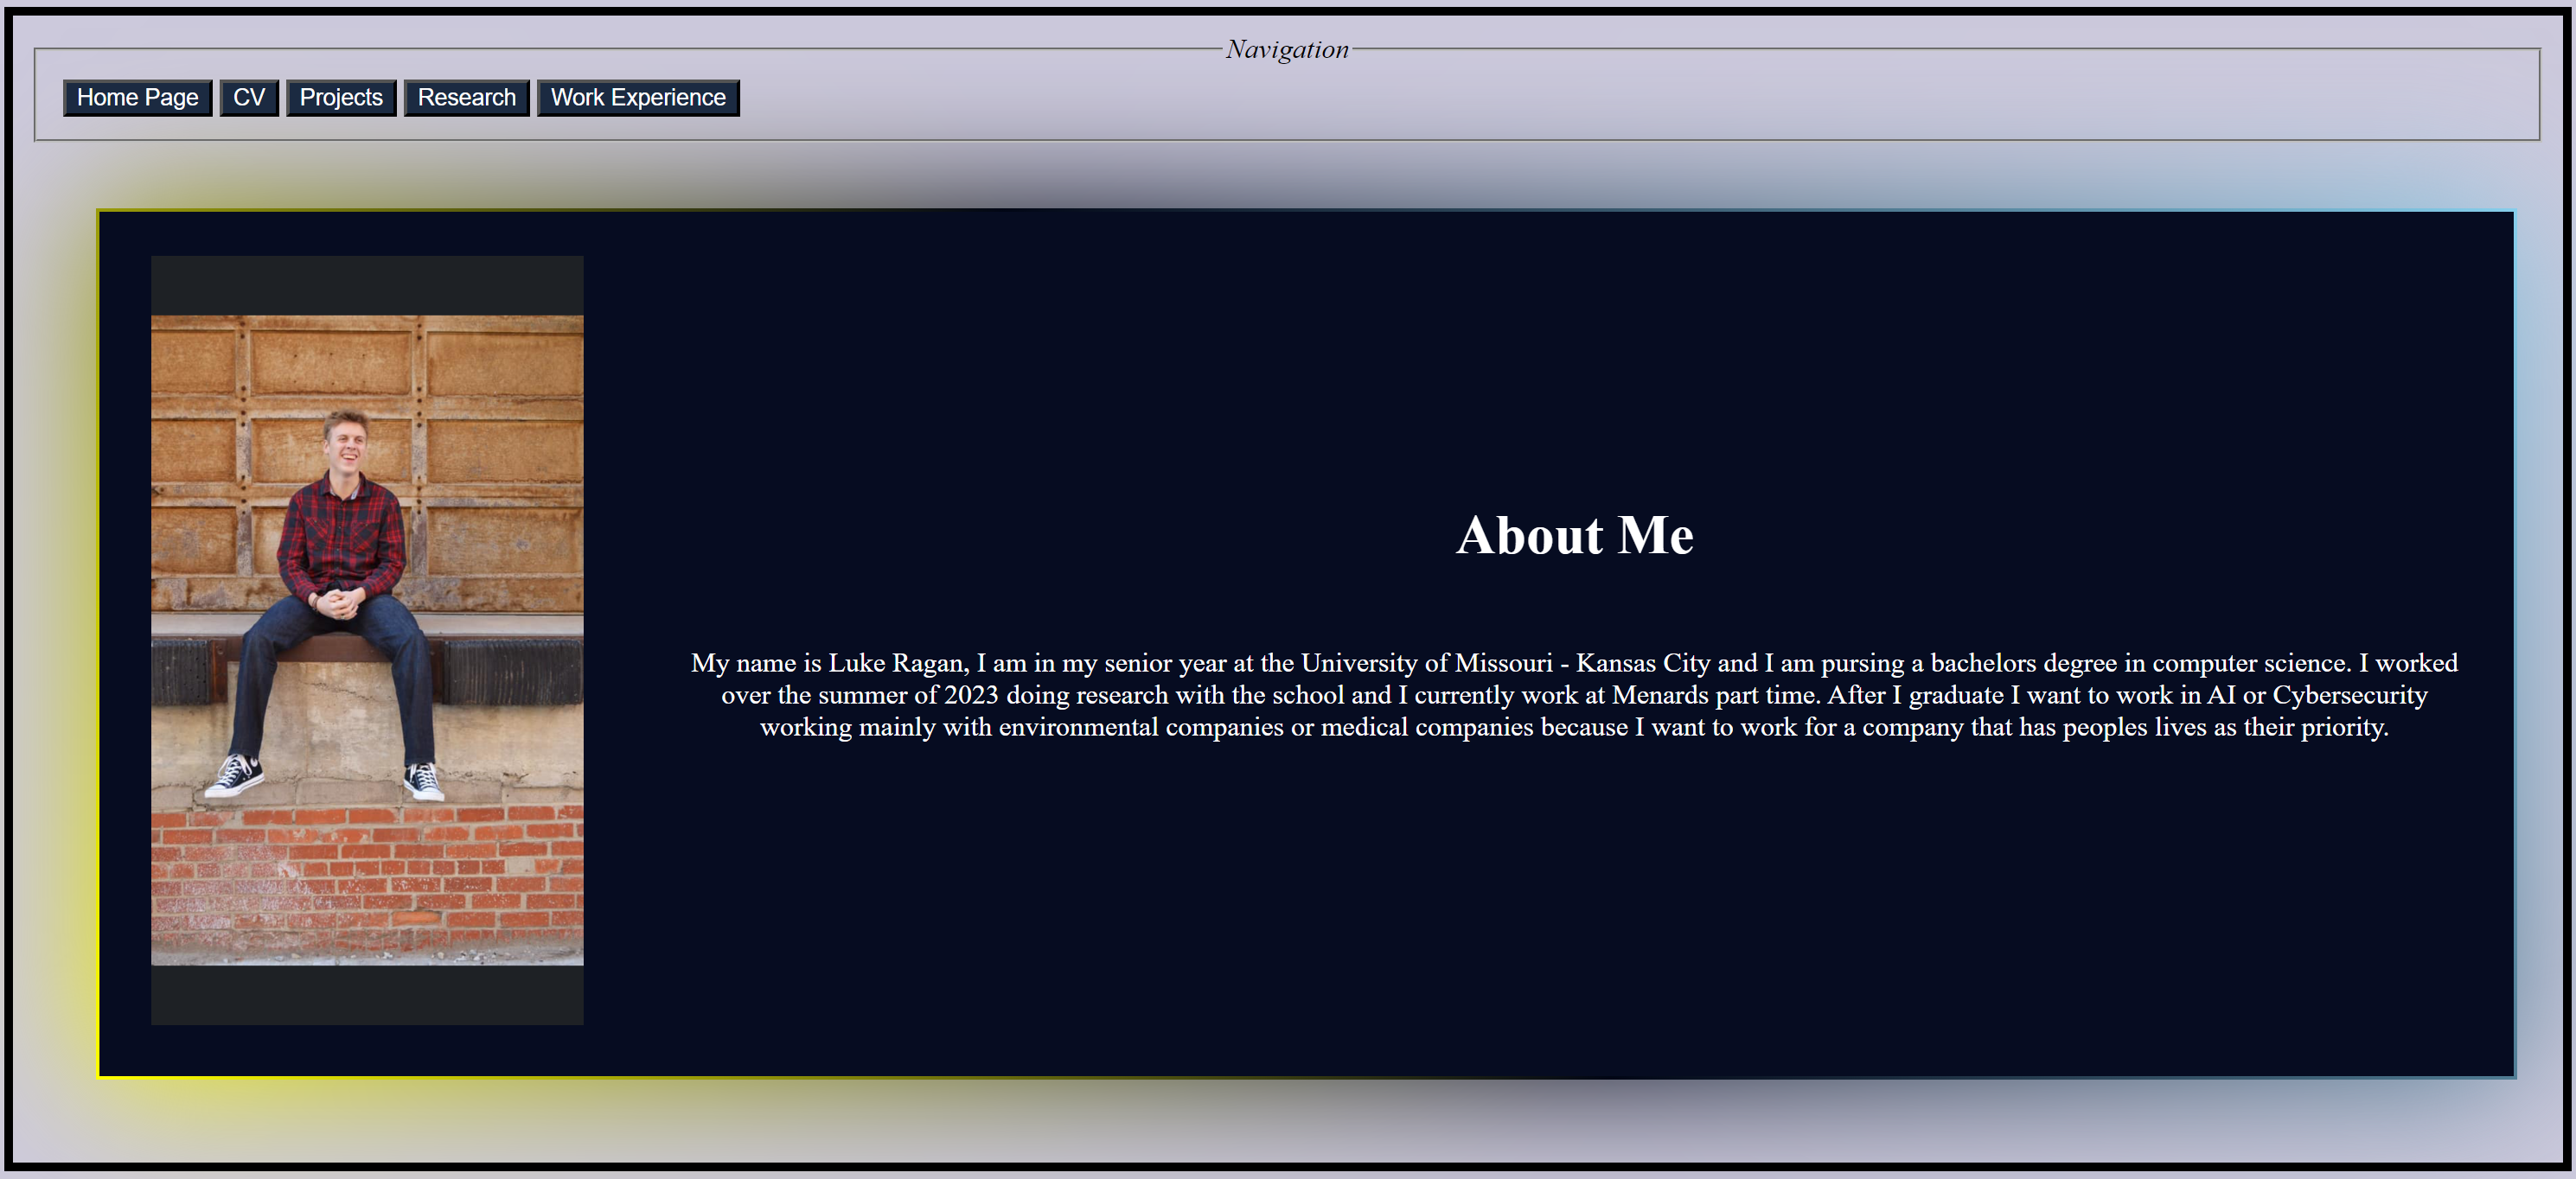 Navigation
Home Page CV Projects Research Work Experience
About Me
My name is Luke Ragan, I am in my senior year at the University of Missouri - Kansas City and I am pursing a bachelors degree in computer science. I worked
over the summer of 2023 doing research with the school and I currently work at Menards part time. After I graduate I want to work in AI or Cybersecurity
working mainly with environmental companies or medical companies because I want to work for a company that has peoples lives as their priority.